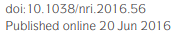 doi:10.1038/nri.2016.56
Published online 20 Jun 2016